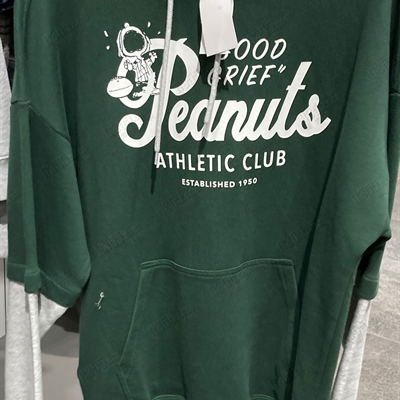 "GOOD
GRIEF"
Peanuts
ATHLETIC CLUB
ESTABLISHED 1950